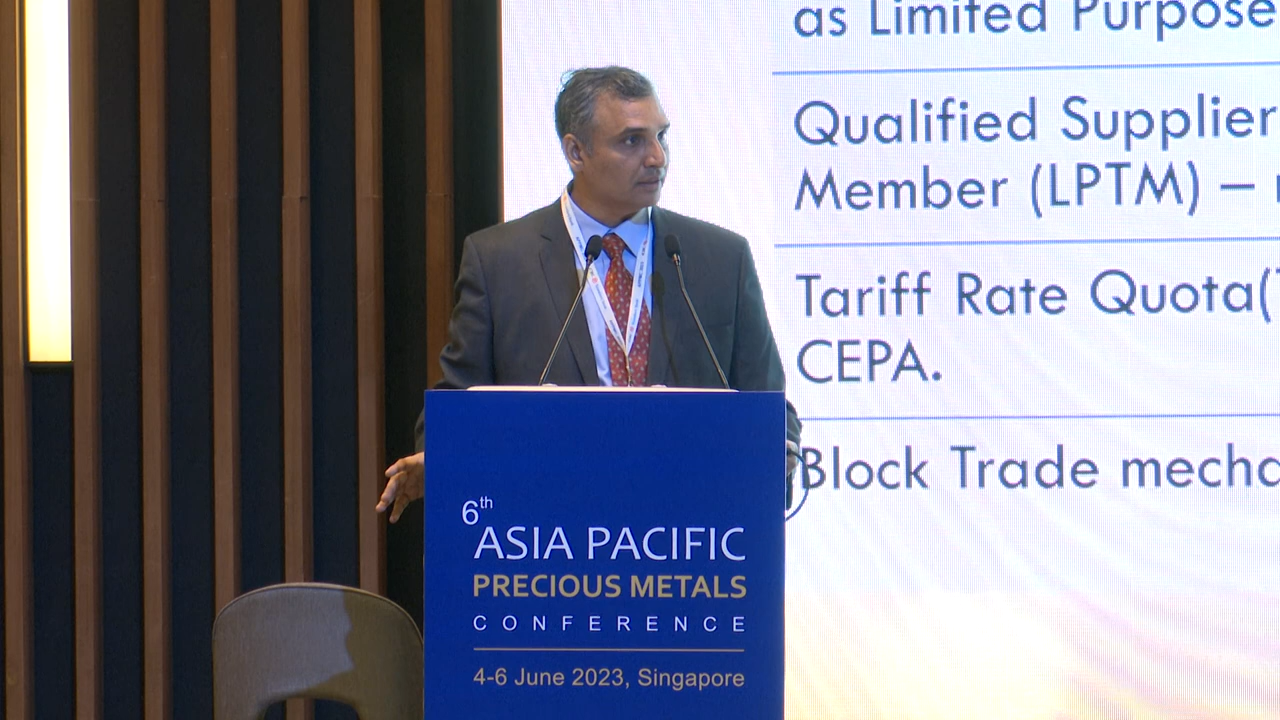 as Limited Purpose
Qualified Supplier
Member (LPTM) –
Tariff Rate Quota(
CEPA.
Block Trade
6th
ASIA PACIFIC
PRECIOUS METALS
CONFERENCE
4-6 June 2023, Singapore